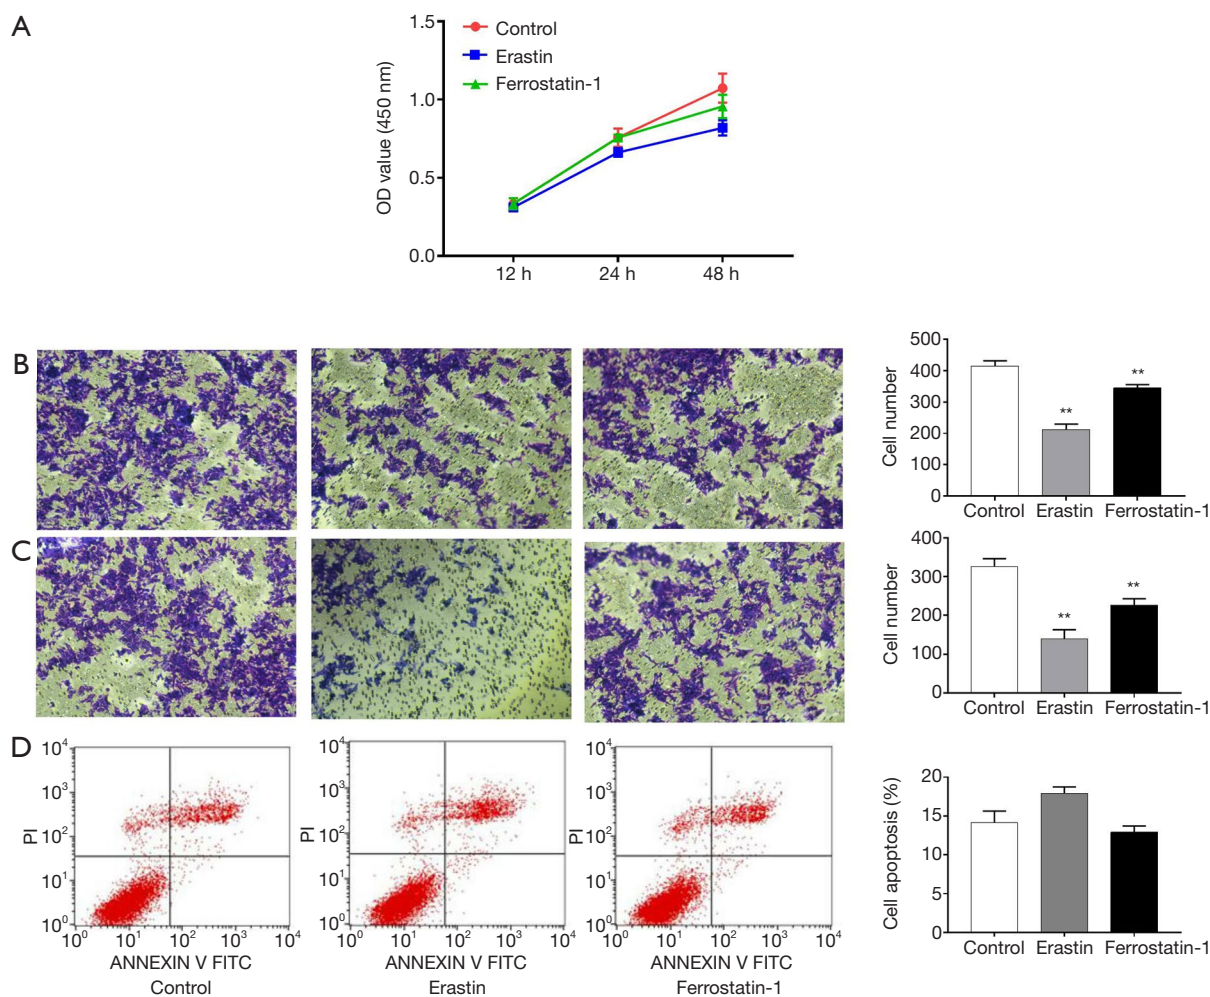 A
1.5
1.0
0.5
0.0
OD value (450 nm)
Control
Erastin
Ferrostatin-1
12 h
24 h
48 h
B
500
400
300
200
100
0
Cell number
**
**
Control
Erastin
Ferrostatin-1
C
400
300
200
100
0
Cell number
**
**
Control
Erastin
Ferrostatin-1
D
10⁴
10³
10²
10¹
10⁰
PI
10⁰ 10¹ 10² 10³ 10⁴
ANNEXIN V FITC
Control
10⁴
10³
10²
10¹
10⁰
PI
10⁰ 10¹ 10² 10³ 10⁴
ANNEXIN V FITC
Erastin
10⁴
10³
10²
10¹
10⁰
PI
10⁰ 10¹ 10² 10³ 10⁴
ANNEXIN V FITC
Ferrostatin-1
20
15
10
5
0
Cell apoptosis (%)
Control
Erastin
Ferrostatin-1